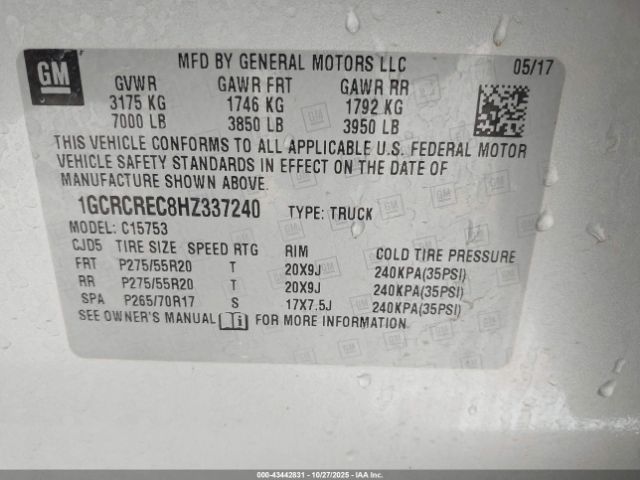 GM
MFD BY GENERAL MOTORS LLC 05/17
GVWR GAWR FRT GAWR RR
3175 KG 1746 KG 1792 KG
7000 LB 3850 LB 3950 LB
THIS VEHICLE CONFORMS TO ALL APPLICABLE U.S. FEDERAL MOTOR
VEHICLE SAFETY STANDARDS IN EFFECT ON THE DATE OF
MANUFACTURE SHOWN ABOVE.
1GCRCREC8HZ337240 TYPE: TRUCK
MODEL: C15753
CJD5 TIRE SIZE SPEED RTG RIM COLD TIRE PRESSURE
FRT P275/55R20 T 20X9J 240KPA(35PSI)
RR P275/55R20 T 20X9J 240KPA(35PSI)
SPA P265/70R17 S 17X7.5J 240KPA(35PSI)
SEE OWNER'S MANUAL i FOR MORE INFORMATION
000-43442831 - 10/27/2025 - IAAI.CA